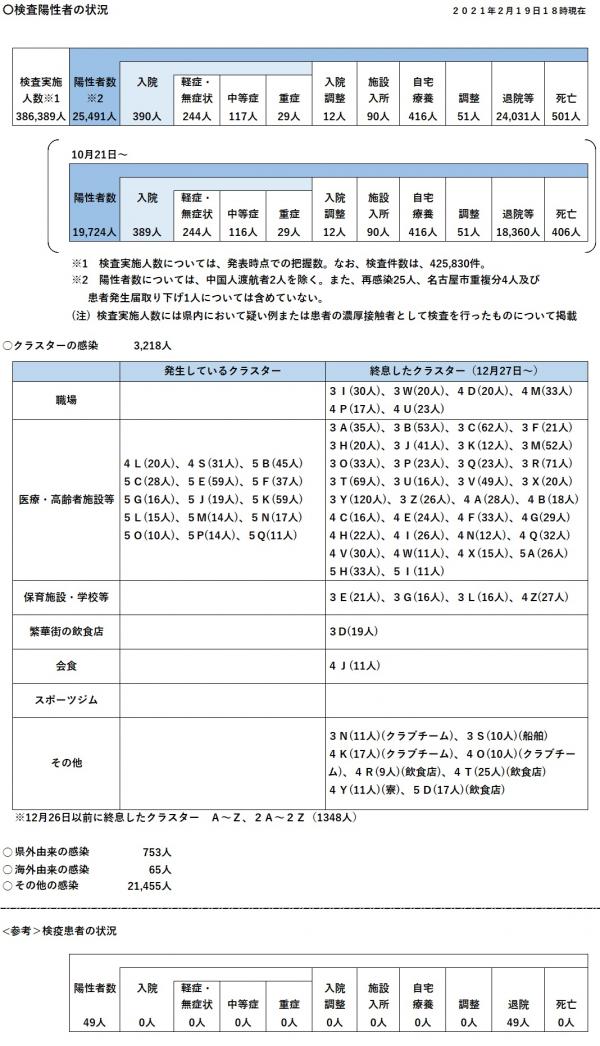 〇検査陽性者の状況
2021年2月19日18時現在
検査実施人数※1 陽性者数※2 入院 軽症・無症状 中等症 重症 入院調整 施設入所 自宅療養 調整 退院等 死亡
386,389人 25,491人 390人 244人 117人 29人 12人 90人 416人 51人 24,031人 501人
10月21日～
陽性者数 入院 軽症・無症状 中等症 重症 入院調整 施設入所 自宅療養 調整 退院等 死亡
19,724人 389人 244人 116人 29人 12人 90人 416人 51人 18,360人 406人
※1 検査実施人数については、発表時点での把握数。なお、検査件数は、425,830件。
※2 陽性者数については、中国人渡航者2人を除く。また、再感染25人、名古屋市重複分4人及び
患者発生届取り下げ1人については含めていない。
（注）検査実施人数には県内において疑い例または患者の濃厚接触者として検査を行ったものについて掲載
〇クラスターの感染 3,218人
発生しているクラスター 終息したクラスター（12月27日～）
職場
3I(30人)、3W(20人)、4D(20人)、4M(33人)
4P(17人)、4U(23人)
医療・高齢者施設等
4L(20人)、4S(31人)、5B(45人)
5C(28人)、5E(59人)、5F(37人)
5G(16人)、5J(19人)、5K(59人)
5L(15人)、5M(14人)、5N(17人)
5O(10人)、5P(14人)、5Q(11人)
3A(35人)、3B(53人)、3C(62人)、3F(21人)
3H(20人)、3J(41人)、3K(12人)、3M(52人)
3O(33人)、3P(23人)、3Q(23人)、3R(71人)
3T(69人)、3U(16人)、3V(49人)、3X(20人)
3Y(120人)、3Z(26人)、4A(28人)、4B(18人)
4C(16人)、4E(24人)、4F(33人)、4G(29人)
4H(22人)、4I(26人)、4N(12人)、4Q(32人)
4V(30人)、4W(11人)、4X(15人)、5A(26人)
5H(33人)、5I(11人)
保育施設・学校等
3E(21人)、3G(16人)、3L(16人)、4Z(27人)
繁華街の飲食店
3D(19人)
会食
4J(11人)
スポーツジム
その他
3N(11人)(クラブチーム)、3S(10人)(船舶)
4K(17人)(クラブチーム)、4O(10人)(クラブチー
ム)、4R(9人)(飲食店)、4T(25人)(飲食店)
4Y(11人)(寮)、5D(17人)(飲食店)
※12月26日以前に終息したクラスター A～Z、2A～2Z（1348人）
〇県外由来の感染 753人
〇海外由来の感染 65人
〇その他の感染 21,455人
<参考>検疫患者の状況
陽性者数 入院 軽症・無症状 中等症 重症 入院調整 施設入所 自宅療養 調整 退院 死亡
49人 0人 0人 0人 0人 0人 0人 0人 0人 49人 0人